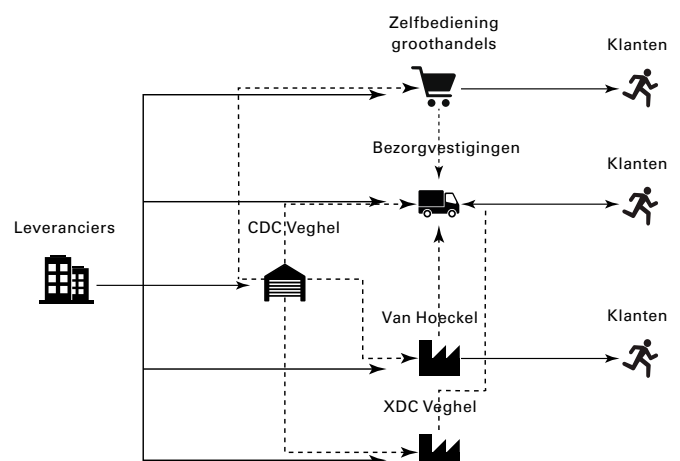 Zelfbediening
groothandels
Klanten
Bezorgvestigingen
Klanten
Leveranciers
CDC Veghel
Van Hoeckel
Klanten
XDC Veghel